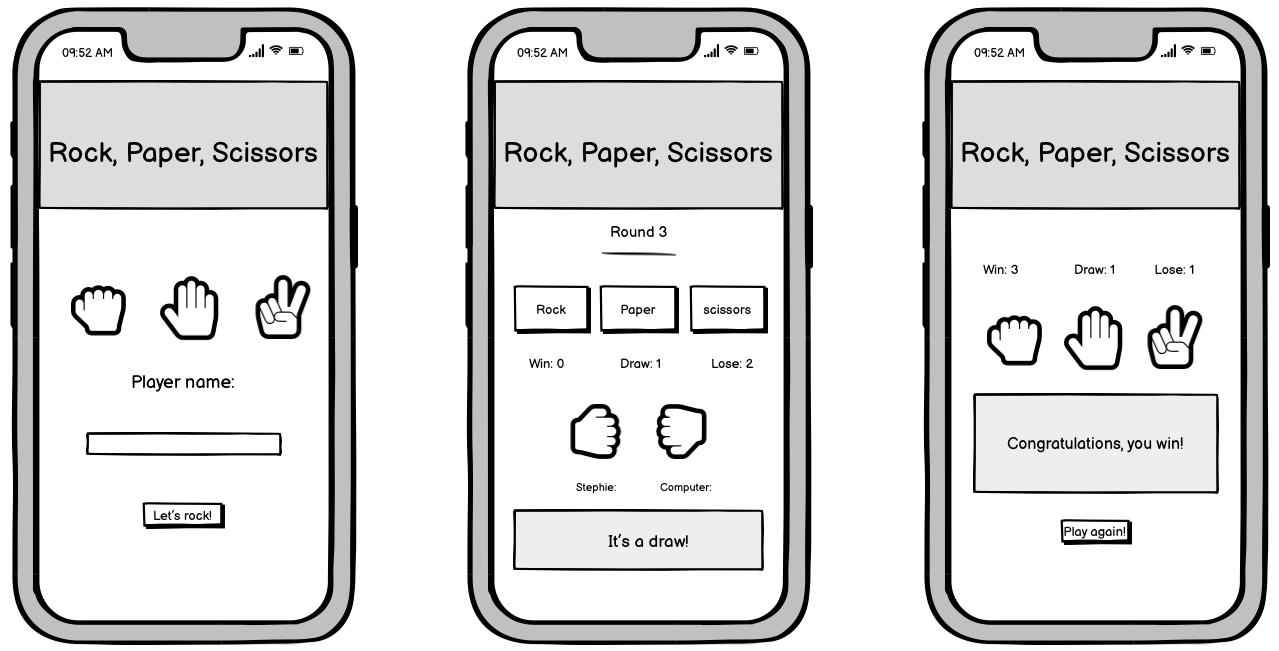 09:52 AM
Rock, Paper, Scissors
Player name:
Let's rock!
09:52 AM
Rock, Paper, Scissors
Round 3
Rock
Paper
scissors
Win: 0
Draw: 1
Lose: 2
Stephie:
Computer:
It's a draw!
09:52 AM
Rock, Paper, Scissors
Win: 3
Draw: 1
Lose: 1
Congratulations, you win!
Play again!